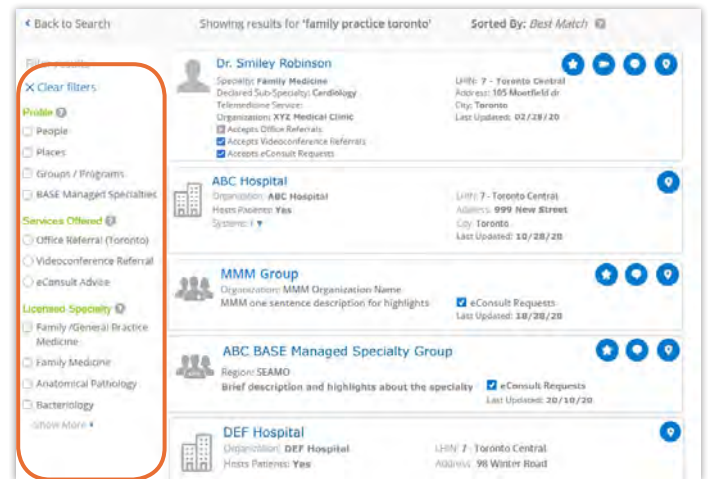 Back to Search
Showing results for 'family practice toronto'
Sorted By: Best Match
Filter results
Clear filters
Profile
People
Places
Groups / Programs
BASE Managed Specialties
Services Offered
Office Referral (Toronto)
Videoconference Referral
eConsult Advice
Licensed Specialty
Family /General Practice
Medicine
Family Medicine
Anatomical Pathology
Bacteriology
Show More
Dr. Smiley Robinson
Specialty: Family Medicine
Declared Sub-Specialty: Cardiology
Telemedicine Service:
Organization: XYZ Medical Clinic
Accepts Office Referrals
Accepts Videoconference Referrals
Accepts eConsult Requests
LHIN: 7 - Toronto Central
Address: 105 Moatfield dr
City: Toronto
Last Updated: 02/28/20
ABC Hospital
Organization: ABC Hospital
Hosts Patients: Yes
Systems: 1
LHIN: 7 - Toronto Central
Address: 999 New Street
City: Toronto
Last Updated: 10/28/20
MMM Group
Organization: MMM Organization Name
MMM one sentence description for highlights
eConsult Requests
Last Updated: 10/28/20
ABC BASE Managed Specialty Group
Region: SEAMO
Brief description and highlights about the specialty
eConsult Requests
Last Updated: 20/10/20
DEF Hospital
Organization: DEF Hospital
Hosts Patients: Yes
LHIN: 7 - Toronto Central
Address: 98 Winter Road